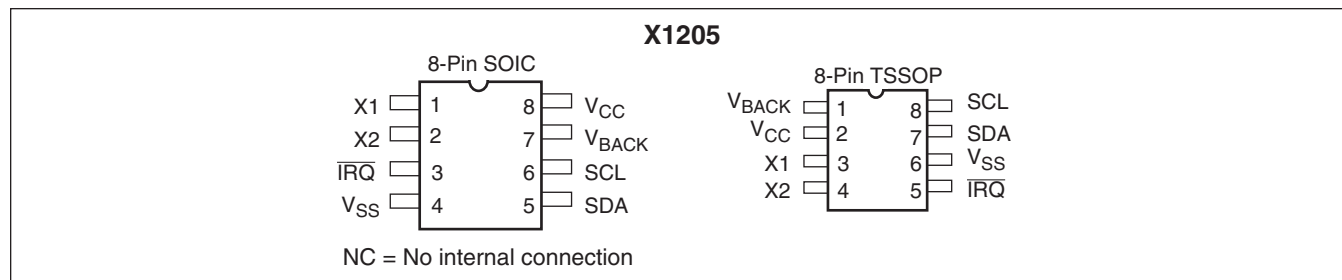 X1205
8-Pin SOIC
X1 1 8 VCC
X2 2 7 VBACK
IRQ 3 6 SCL
VSS 4 5 SDA
NC = No internal connection
8-Pin TSSOP
VBACK 1 8 SCL
VCC 2 7 SDA
X1 3 6 VSS
X2 4 5 IRQ